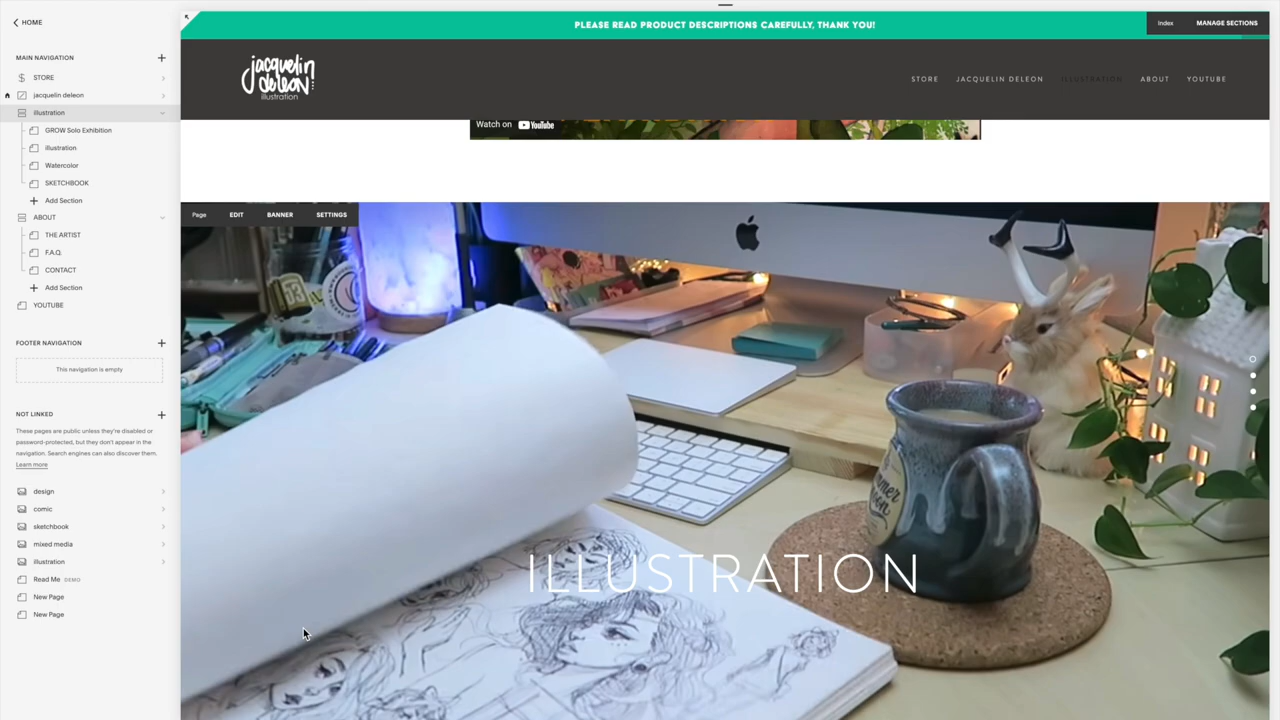 HOME
MAIN NAVIGATION
STORE
jacquelin deleon
illustration
GROW Solo Exhibition
illustration
Watercolor
SKETCHBOOK
Add Section
ABOUT
THE ARTIST
F.A.Q.
CONTACT
Add Section
YOUTUBE
FOOTER NAVIGATION
This navigation is empty
NOT LINKED
These pages are public unless they're disabled or
password-protected, but they don't appear in the
navigation. Search engines can also discover them.
Learn more
design
comic
sketchbook
mixed media
illustration
Read Me DEMO
New Page
New Page
PLEASE READ PRODUCT DESCRIPTIONS CAREFULLY, THANK YOU!
Index MANAGE SECTIONS
jacquelin
deleon
illustration
STORE JACQUELIN DELEON ILLUSTRATION ABOUT YOUTUBE
Watch on YouTube
Page EDIT BANNER SETTINGS
13
ILLUSTRATION